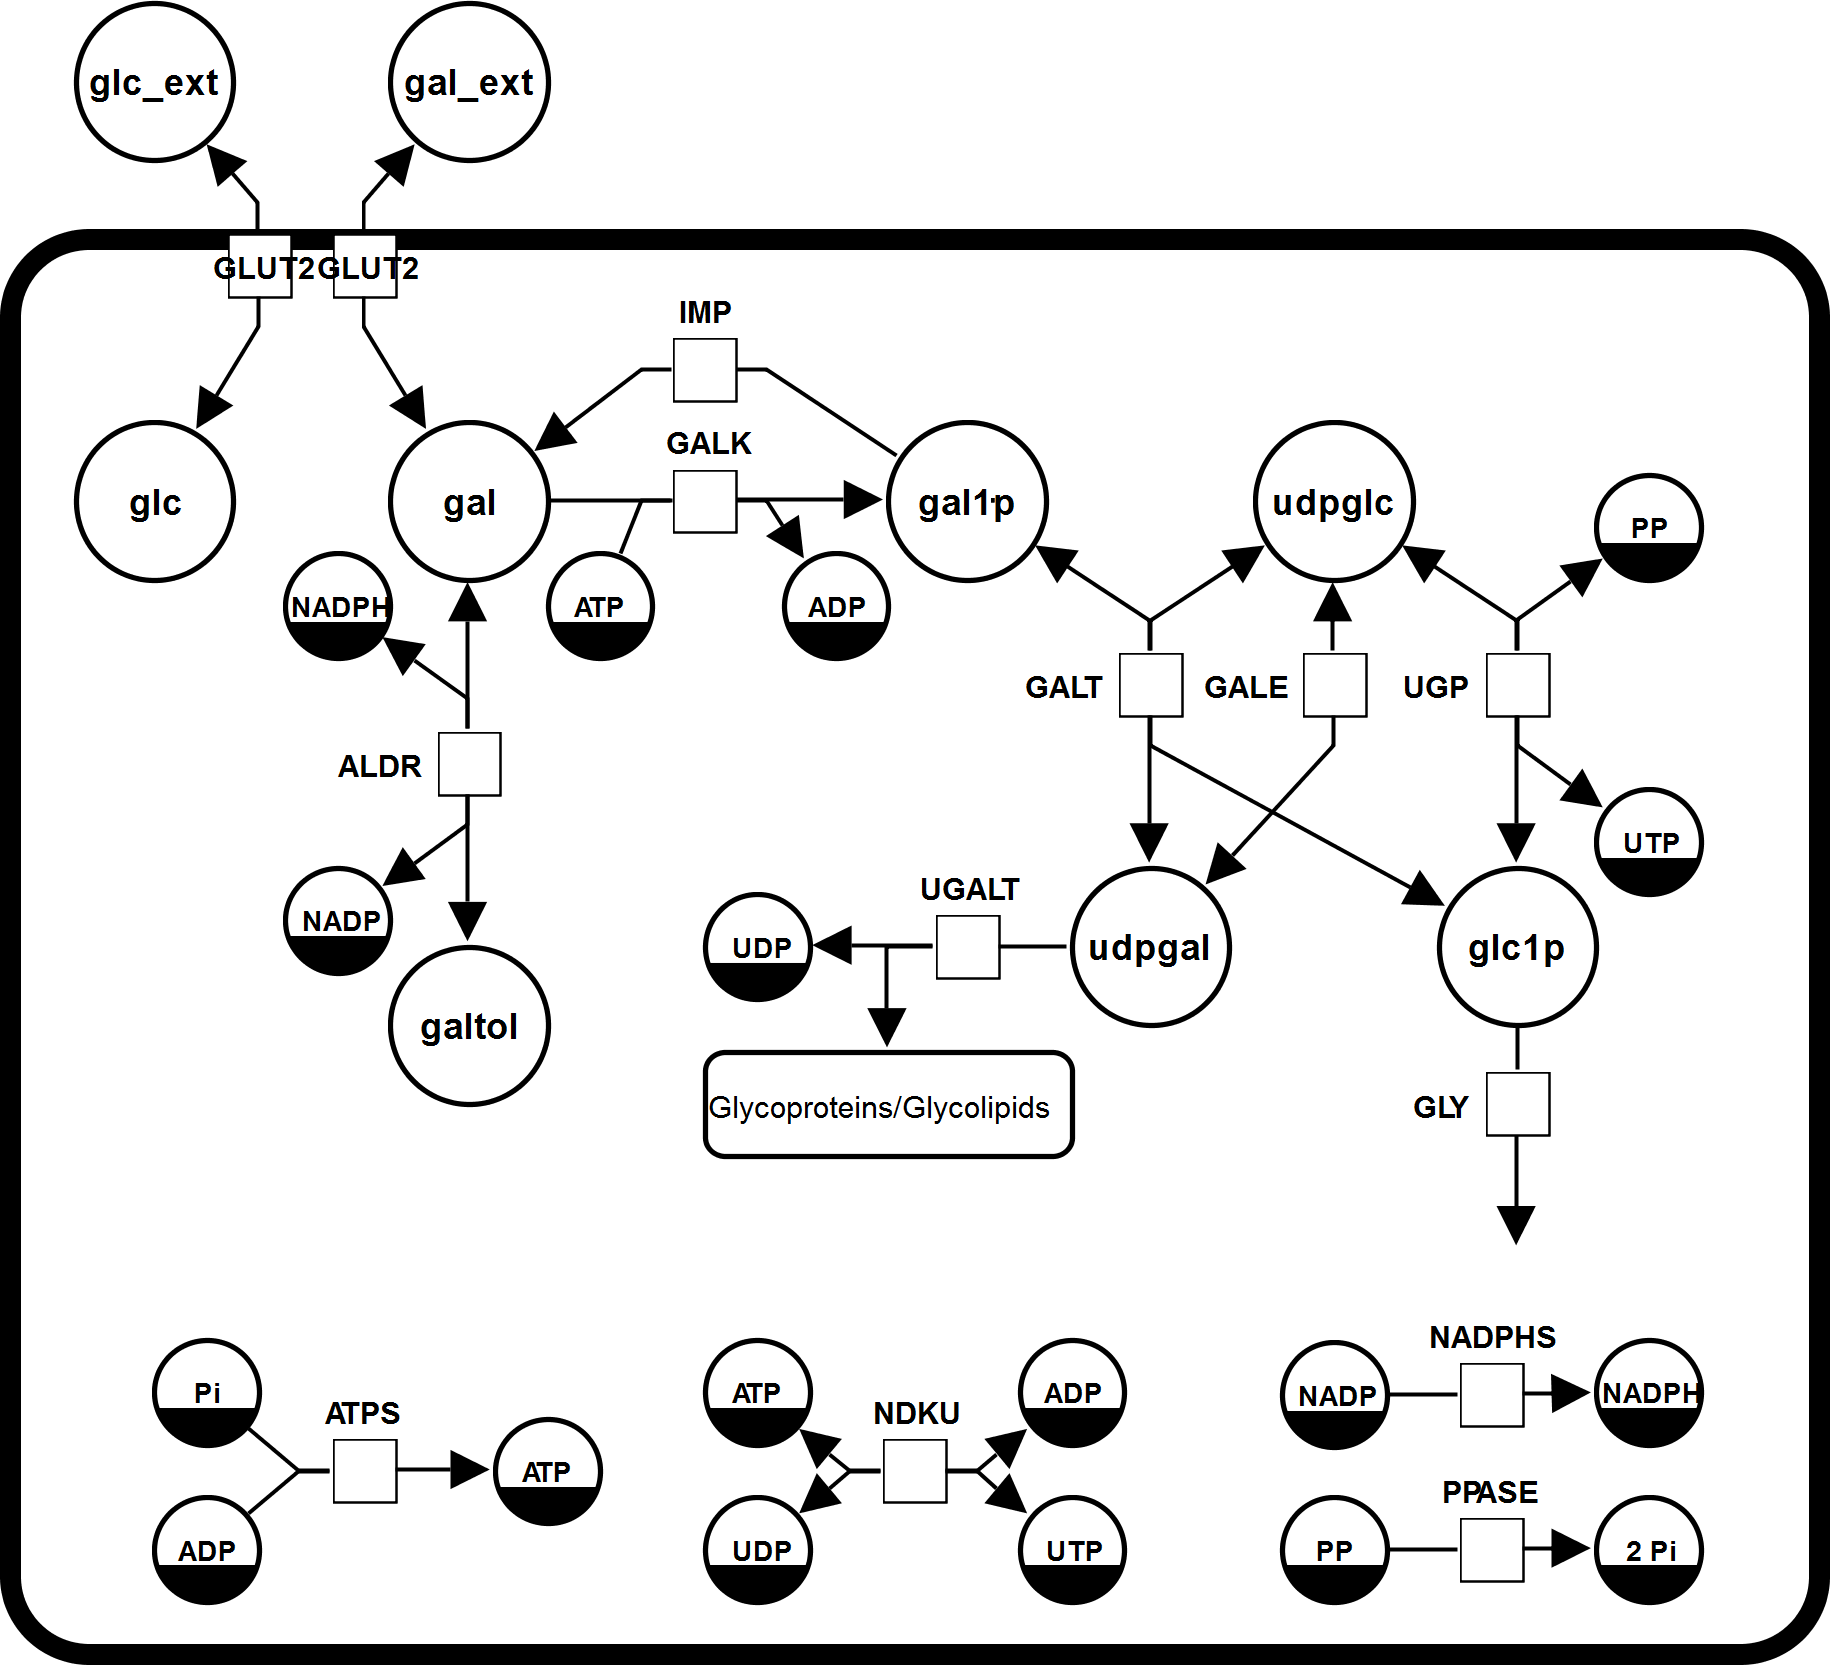 glc_ext
gal_ext
GLUT2
GLUT2
IMP
GALK
glc
gal
gal1p
udpglc
PP
NADPH
ATP
ADP
GALT
GALE
UGP
ALDR
UTP
UGALT
NADP
UDP
udpgal
glc1p
galtol
Glycoproteins/Glycolipids
GLY
NADPHS
Pi
ATPS
ATP
NDKU
ADP
NADP
NADPH
ATP
PPASE
ADP
UDP
UTP
PP
2 Pi